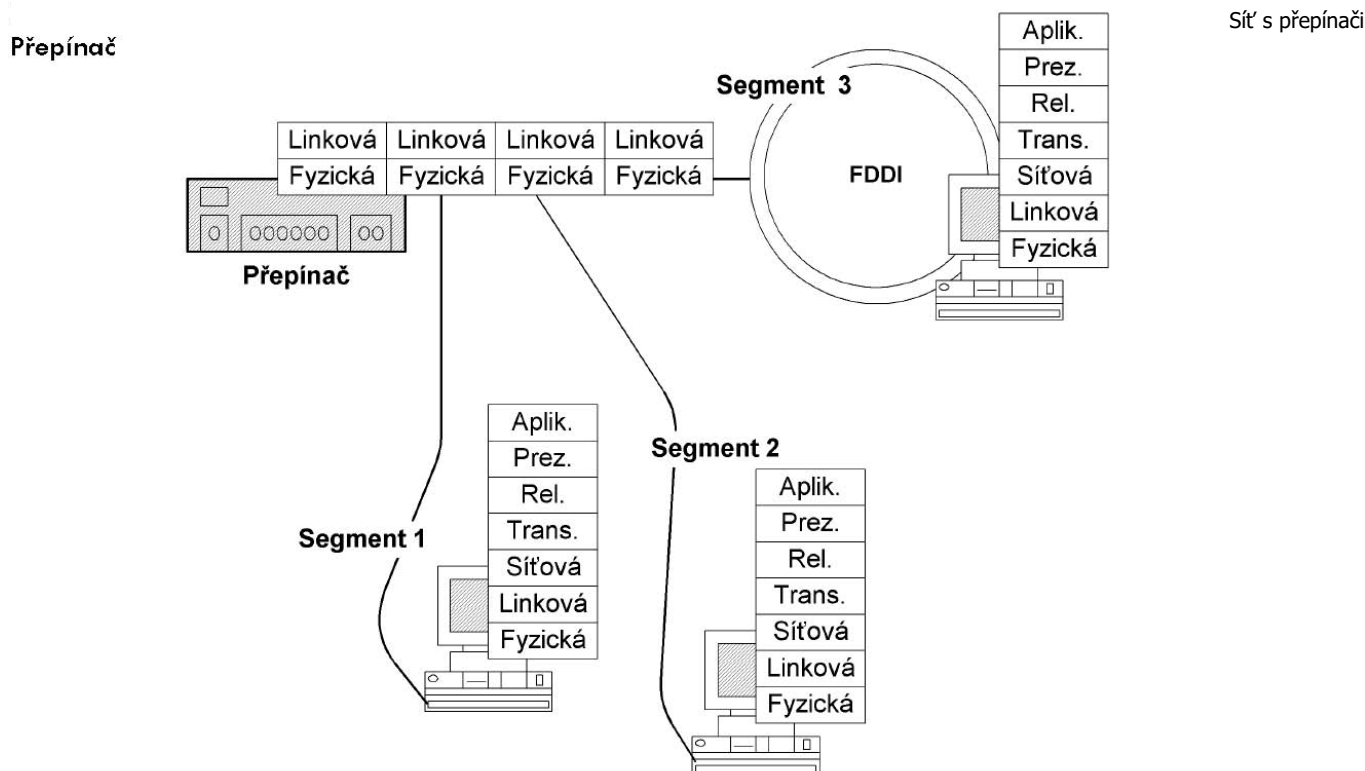 Síť s přepínači
Přepínač
Segment 3
FDDI
Aplik.
Prez.
Rel.
Trans.
Síťová
Linková
Fyzická
Linková Linková Linková Linková
Fyzická Fyzická Fyzická Fyzická
Přepínač
Segment 1
Aplik.
Prez.
Rel.
Trans.
Síťová
Linková
Fyzická
Segment 2
Aplik.
Prez.
Rel.
Trans.
Síťová
Linková
Fyzická